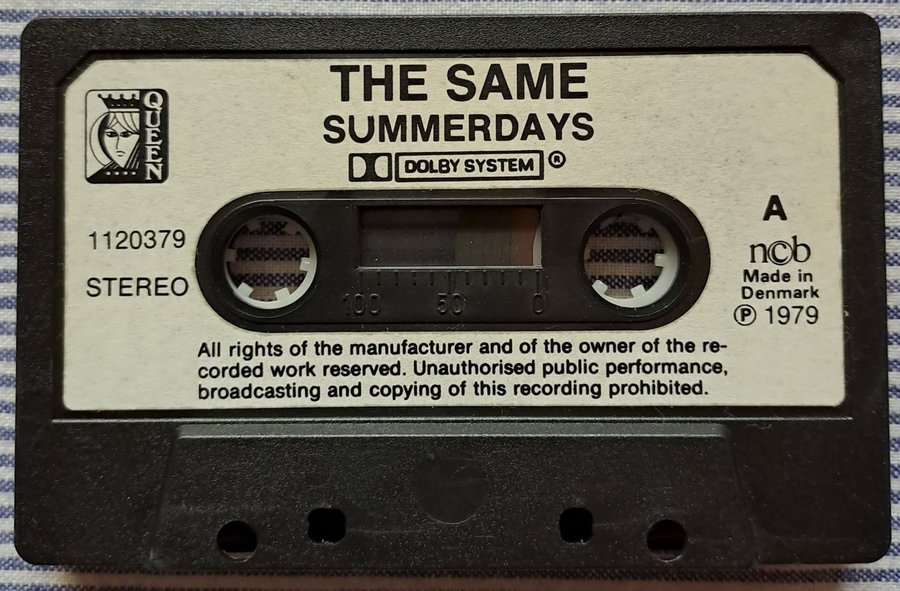 THE SAME
SUMMERDAYS
DOLBY SYSTEM ®
QUEEN
1120379
STEREO
A
ncb
Made in
Denmark
℗ 1979
100 50 0
All rights of the manufacturer and of the owner of the re-
corded work reserved. Unauthorised public performance,
broadcasting and copying of this recording prohibited.